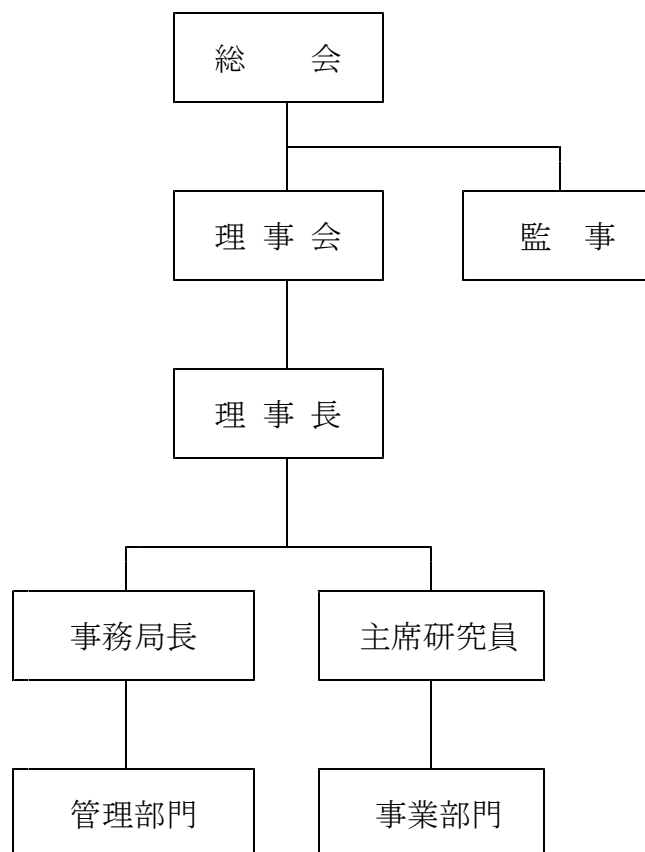 総　会
理 事 会
監　事
理 事 長
事務局長
主席研究員
管理部門
事業部門